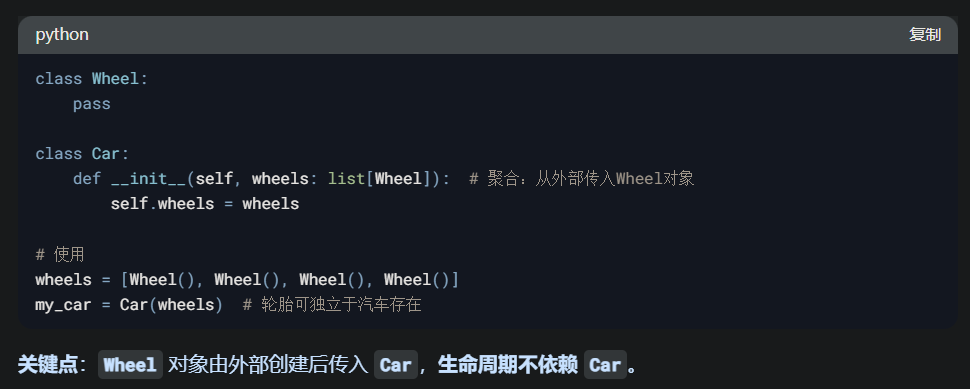 python
复制
class Wheel:
    pass
class Car:
    def __init__(self, wheels: list[Wheel]):  # 聚合：从外部传入Wheel对象
        self.wheels = wheels
# 使用
wheels = [Wheel(), Wheel(), Wheel(), Wheel()]
my_car = Car(wheels)  # 轮胎可独立于汽车存在
关键点：Wheel 对象由外部创建后传入 Car，生命周期不依赖 Car。